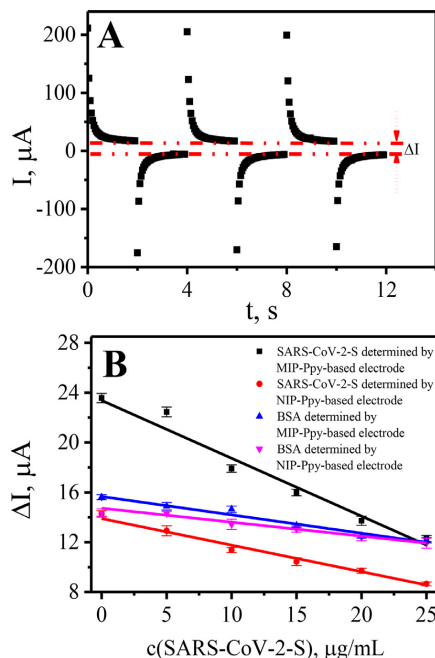 A
200
100
0
-100
-200
I, µA
ΔI
0
4
8
12
t, s
B
28
24
20
16
12
8
ΔI, µA
SARS-CoV-2-S determined by
MIP-Ppy-based electrode
SARS-CoV-2-S determined by
NIP-Ppy-based electrode
BSA determined by
MIP-Ppy-based electrode
BSA determined by
NIP-Ppy-based electrode
0
5
10
15
20
25
c(SARS-CoV-2-S), µg/mL